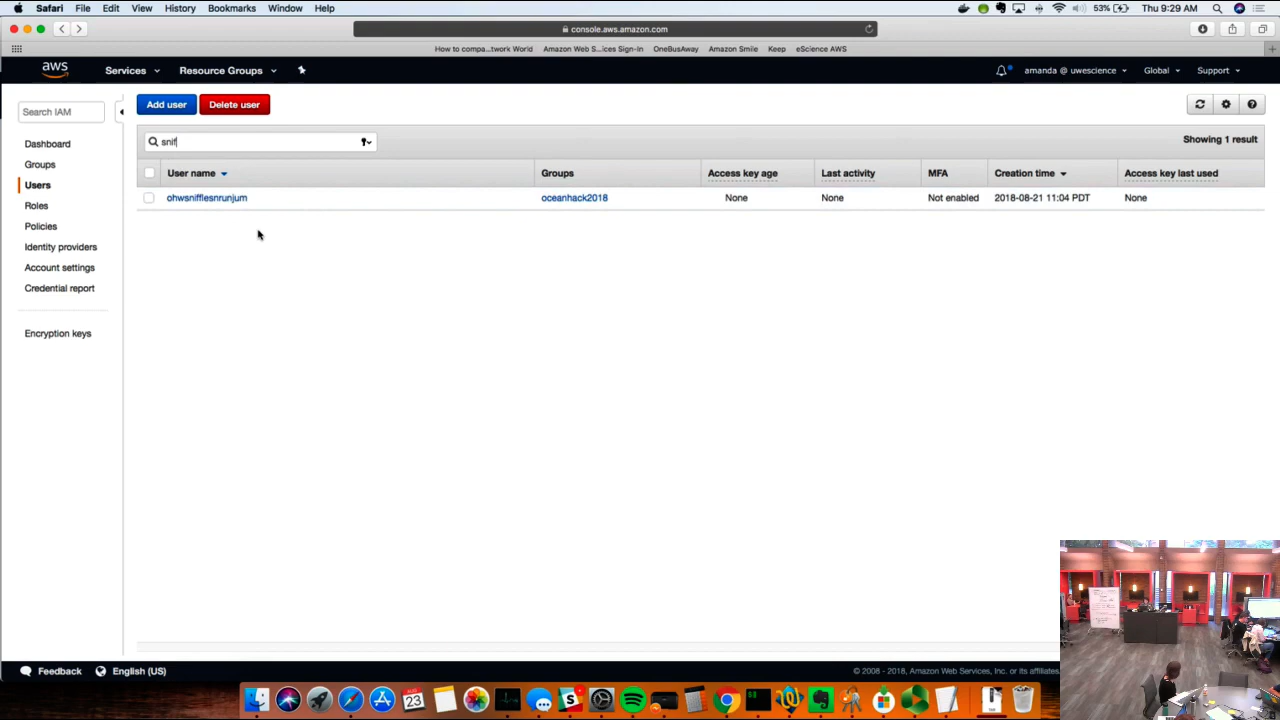 Safari File Edit View History Bookmarks Window Help 53% Thu 9:29 AM
console.aws.amazon.com
How to compa...twork World Amazon Web S...ices Sign-In OneBusAway Amazon Smile Keep eScience AWS
aws Services Resource Groups amanda @ uwescience Global Support
Search IAM
Dashboard
Groups
Users
Roles
Policies
Identity providers
Account settings
Credential report
Encryption keys
Add user Delete user
snif Showing 1 result
User name Groups Access key age Last activity MFA Creation time Access key last used
ohwsnifflesnrunjum oceanhack2018 None None Not enabled 2018-08-21 11:04 PDT None
Feedback English (US) © 2008 - 2018, Amazon Web Services, Inc. or its affiliates.
23